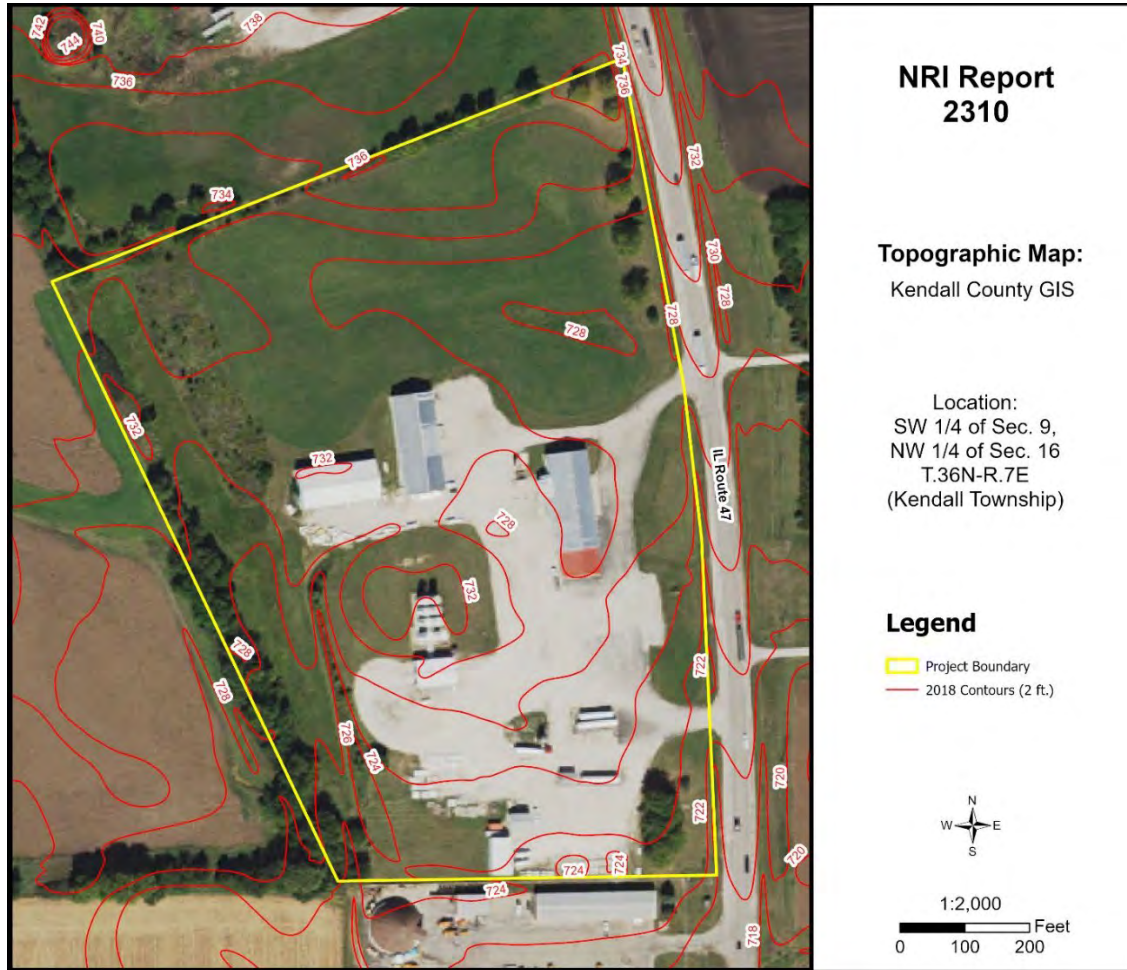 742
740
744
738
736
734
736
736
734
732
730
728
728
732
732
IL Route 47
728
732
728
728
722
726
724
722
720
720
724
724
724
718
NRI Report
2310
Topographic Map:
Kendall County GIS
Location:
SW 1/4 of Sec. 9,
NW 1/4 of Sec. 16
T.36N-R.7E
(Kendall Township)
Legend
Project Boundary
2018 Contours (2 ft.)
N
W E
S
1:2,000
Feet
0 100 200